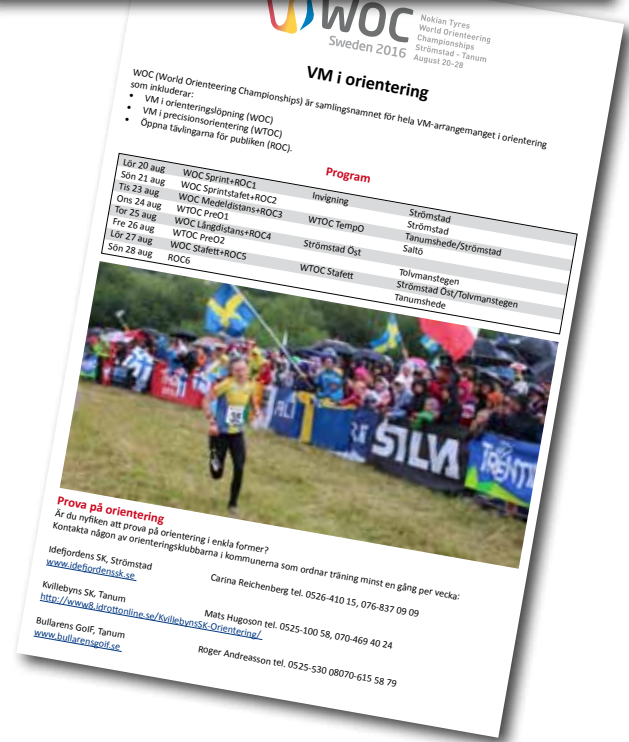 WOC
Sweden 2016
Nokian Tyres
World Orienteering
Championships
Strömstad - Tanum
August 20-28
VM i orientering
WOC (World Orienteering Championships) är samlingsnamnet för hela VM-arrangemanget i orientering
som inkluderar:
• VM i orienteringslöpning (WOC)
• VM i precisionsorientering (WTOC)
• Öppna tävlingarna för publiken (ROC).
Program
Lör 20 aug WOC Sprint+ROC1 Invigning Strömstad
Sön 21 aug WOC Sprintstafet+ROC2 Strömstad
Tis 23 aug WOC Medeldistans+ROC3 WTOC TempO Tanumshede/Strömstad
Ons 24 aug WTOC PreO1 Saltö
Tor 25 aug WOC Långdistans+ROC4 Strömstad Öst
Fre 26 aug WTOC PreO2 Tolvmanstegen
Lör 27 aug WOC Stafett+ROC5 WTOC Stafett Strömstad Öst/Tolvmanstegen
Sön 28 aug ROC6 Tanumshede
35
SILVA
TRENT
Prova på orientering
Är du nyfiken att prova på orientering i enkla former?
Kontakta någon av orienteringsklubbarna i kommunerna som ordnar träning minst en gång per vecka:
Idefjordens SK, Strömstad Carina Reichenberg tel. 0526-410 15, 076-837 09 09
www.idefjordenssk.se
Kvillebyns SK, Tanum Mats Hugoson tel. 0525-100 58, 070-469 40 24
http://www8.idrottonline.se/KvillebynsSK-Orientering/
Bullarens GoIF, Tanum Roger Andreasson tel. 0525-530 08070-615 58 79
www.bullarensgoif.se